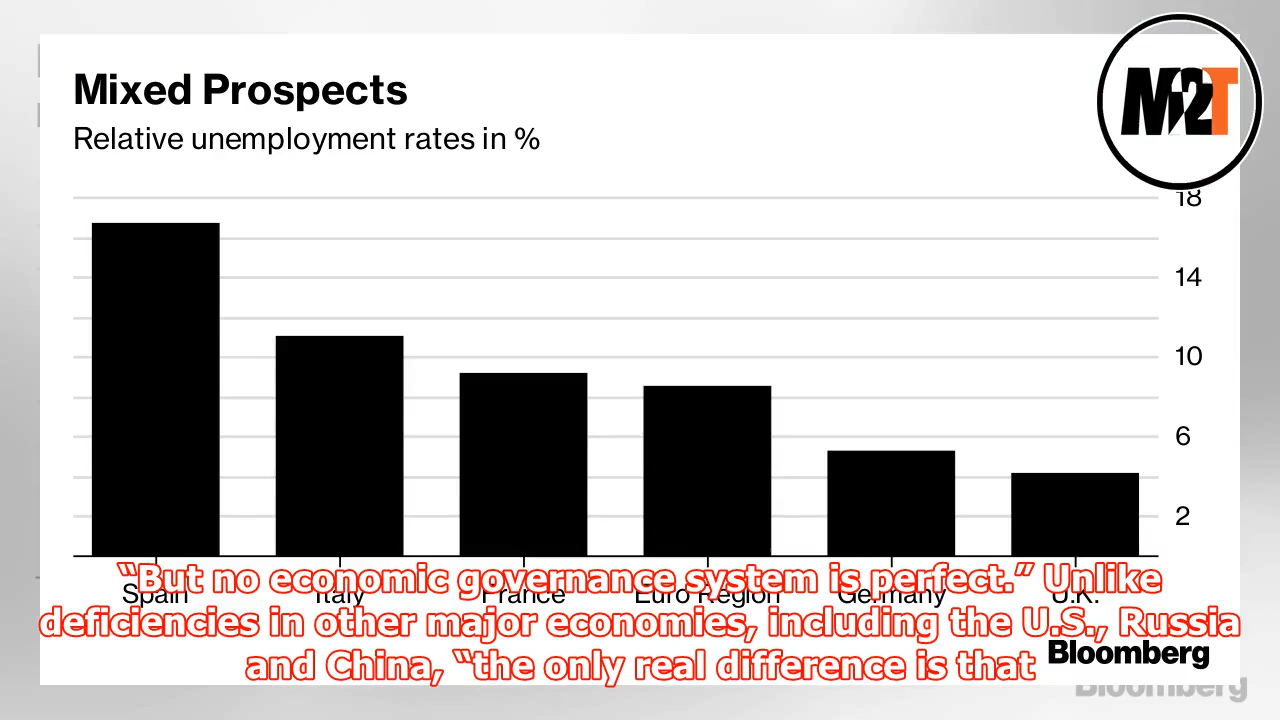 Mixed Prospects
Relative unemployment rates in %
M2T
18
14
10
6
2
Spain Italy France Euro Region Germany U.K.
“But no economic governance system is perfect.” Unlike
deficiencies in other major economies, including the U.S., Russia
and China, “the only real difference is that
Bloomberg
Bloomberg